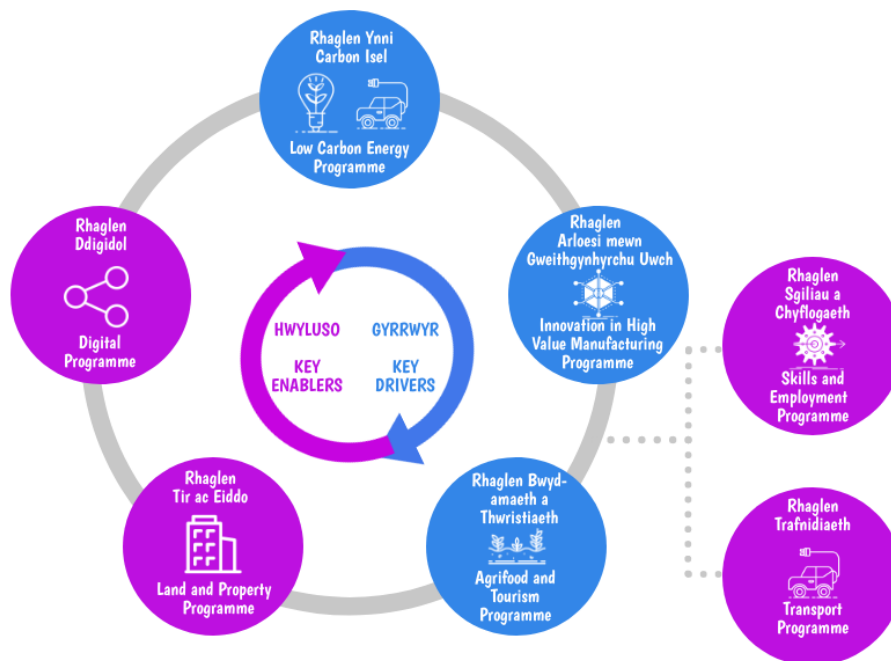 Rhaglen Ynni
Carbon Isel
Low Carbon Energy
Programme
Rhaglen
Ddigidol
Digital
Programme
Rhaglen
Arloesi mewn
Gweithgynhyrchu Uwch
Innovation in High
Value Manufacturing
Programme
HWYLUSO
KEY
ENABLERS
GYRRWYR
KEY
DRIVERS
Rhaglen
Sgiliau a
Chyflogaeth
Skills and
Employment
Programme
Rhaglen
Tir ac Eiddo
Land and Property
Programme
Rhaglen Bwyd-
amaeth a
Thwristiaeth
Agrifood and
Tourism
Programme
Rhaglen
Trafnidiaeth
Transport
Programme